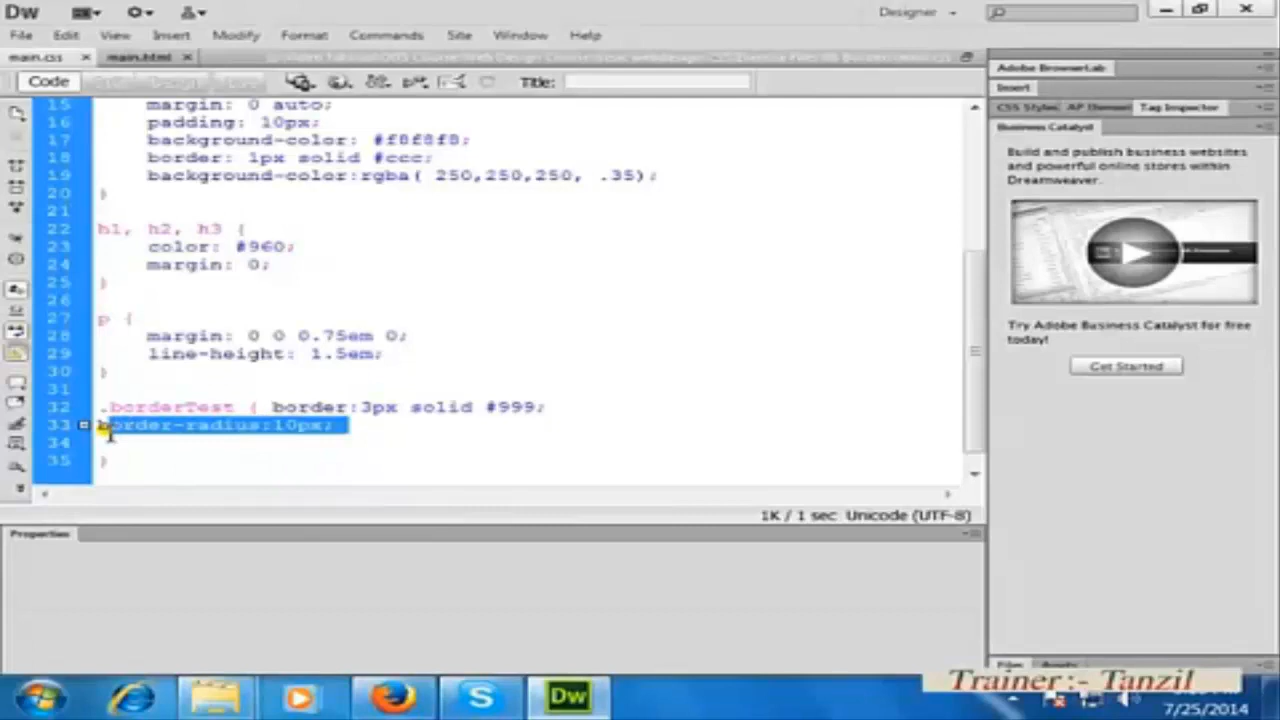 Dw
Designer
File Edit View Insert Modify Format Commands Site Window Help
main.css × main.html ×
Code Title:
15 margin: 0 auto;
16 padding: 10px;
17 background-color: #f8f8f8;
18 border: 1px solid #ccc;
19 background-color:rgba( 250,250,250, .35);
20 }
21
22 h1, h2, h3 {
23 color: #960;
24 margin: 0;
25 }
26
27 p {
28 margin: 0 0 0.75em 0;
29 line-height: 1.5em;
30 }
31
32 .borderTest { border:3px solid #999;
33 border-radius:10px;
34
35 }
1K / 1 sec Unicode (UTF-8)
Properties
Adobe BrowserLab
Insert
CSS Styles AP Element Tag Inspector
Business Catalyst
Build and publish business websites
and powerful online stores within
Dreamweaver.
Try Adobe Business Catalyst for free
today!
Get Started
Files Assets
Trainer :- Tanzil
Dw
7/25/2014